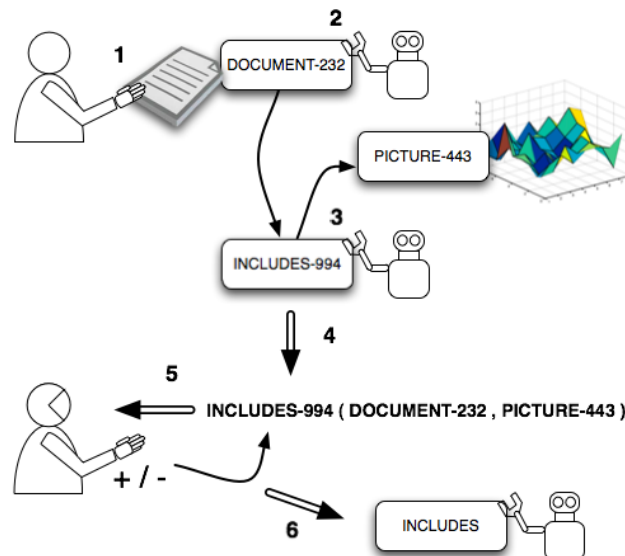 1
2
DOCUMENT-232
PICTURE-443
3
INCLUDES-994
4
5
INCLUDES-994 ( DOCUMENT-232 , PICTURE-443 )
+ / -
6
INCLUDES